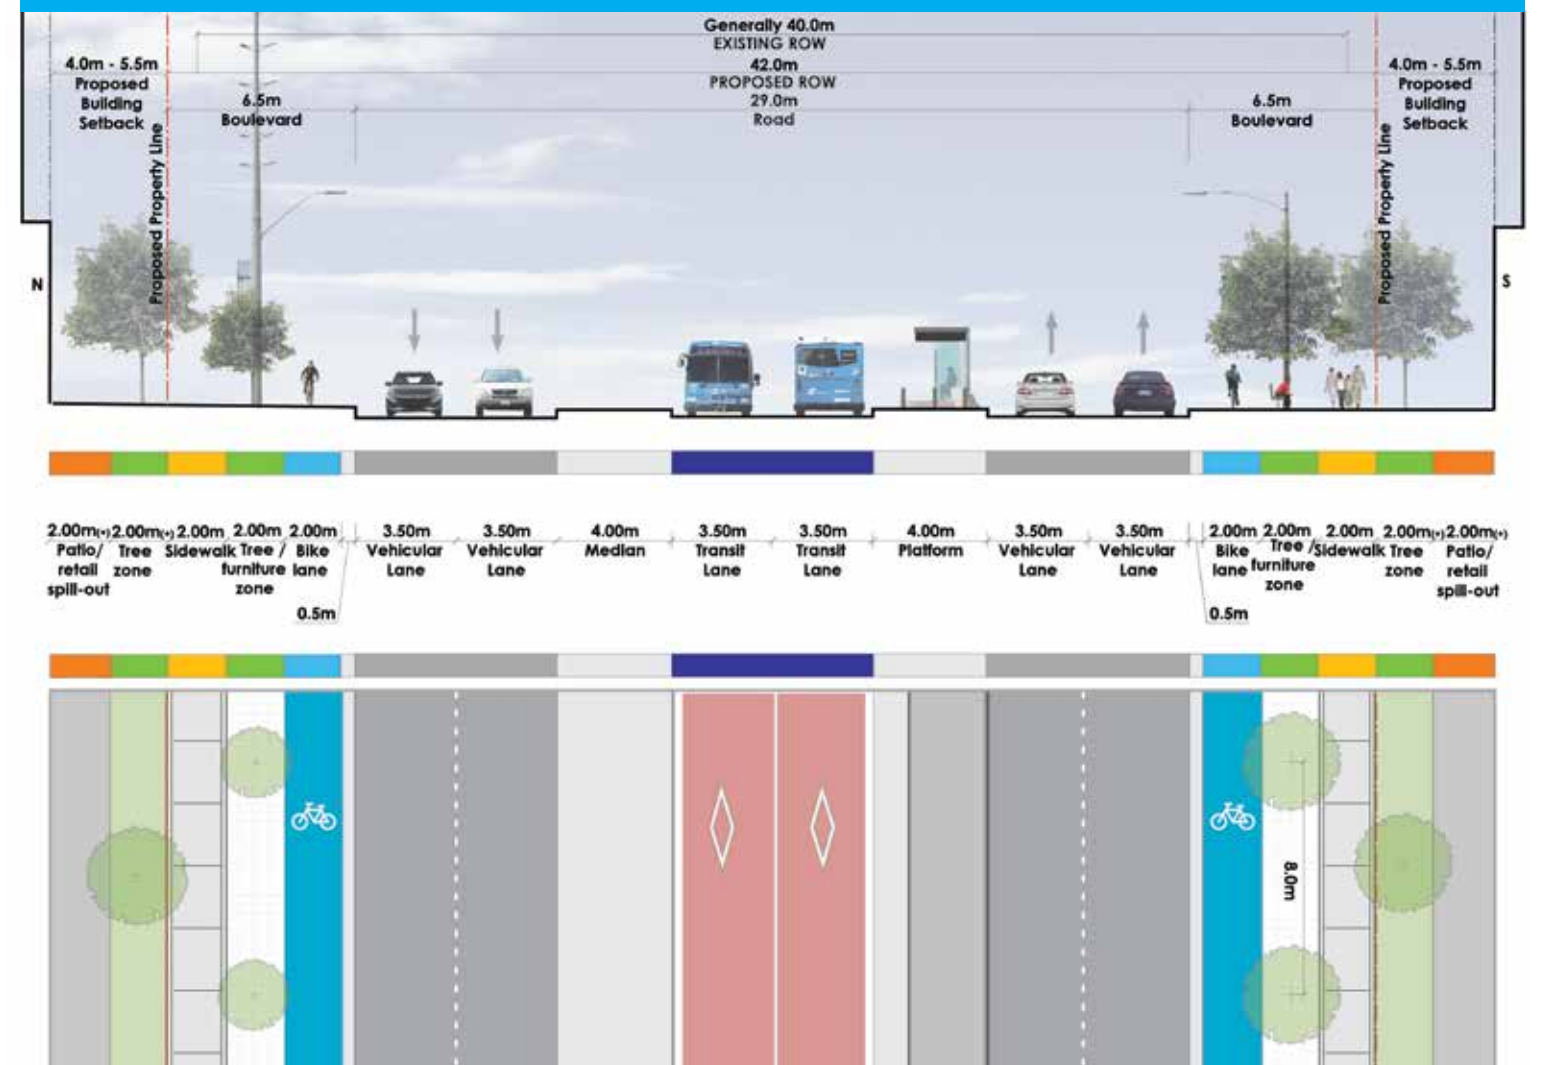 Generally 40.0m
EXISTING ROW
42.0m
PROPOSED ROW
29.0m
Road
4.0m - 5.5m
Proposed
Building
Setback
Proposed Property Line
6.5m
Boulevard
6.5m
Boulevard
4.0m - 5.5m
Proposed
Building
Setback
Proposed Property Line
N
S
2.00m(+)
Patio/
retail
spill-out
2.00m(+)
Tree
zone
2.00m
Sidewalk
2.00m
Tree /
furniture
zone
2.00m
Bike
lane
0.5m
3.50m
Vehicular
Lane
3.50m
Vehicular
Lane
4.00m
Median
3.50m
Transit
Lane
3.50m
Transit
Lane
4.00m
Platform
3.50m
Vehicular
Lane
3.50m
Vehicular
Lane
0.5m
2.00m
Bike
lane
2.00m
Tree /
furniture
zone
2.00m
Sidewalk
2.00m(+)
Tree
zone
2.00m(+)
Patio/
retail
spill-out
8.0m